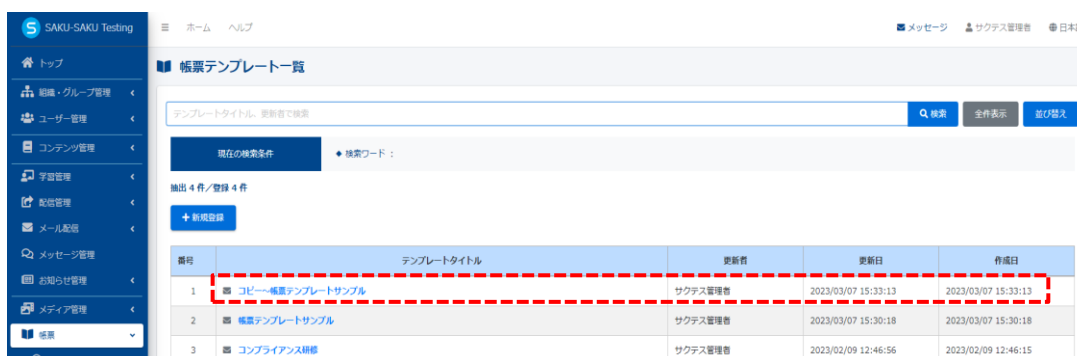 SAKU-SAKU Testing
ホーム ヘルプ
メッセージ サクテス管理者 日本
トップ
組織・グループ管理
ユーザー管理
コンテンツ管理
学習管理
配信管理
メール配信
メッセージ管理
お知らせ管理
メディア管理
帳票
帳票テンプレート一覧
テンプレートタイトル、更新者で検索
検索 全件表示 並び替え
現在の検索条件 ◆ 検索ワード :
抽出 4 件/登録 4 件
+ 新規登録
番号 テンプレートタイトル 更新者 更新日 作成日
1 コピー~帳票テンプレートサンプル サクテス管理者 2023/03/07 15:33:13 2023/03/07 15:33:13
2 帳票テンプレートサンプル サクテス管理者 2023/03/07 15:30:18 2023/03/07 15:30:18
3 コンプライアンス研修 サクテス管理者 2023/02/09 12:46:56 2023/02/09 12:46:15